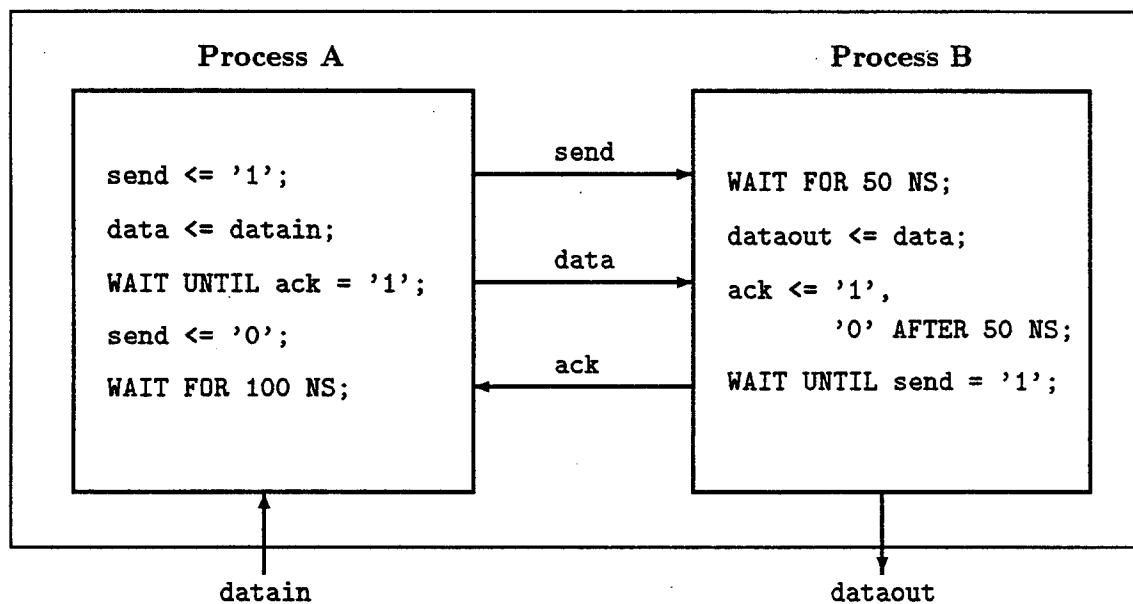 Process A
send <= '1';
data <= datain;
WAIT UNTIL ack = '1';
send <= '0';
WAIT FOR 100 NS;
send
data
ack
Process B
WAIT FOR 50 NS;
dataout <= data;
ack <= '1',
'0' AFTER 50 NS;
WAIT UNTIL send = '1';
datain
dataout